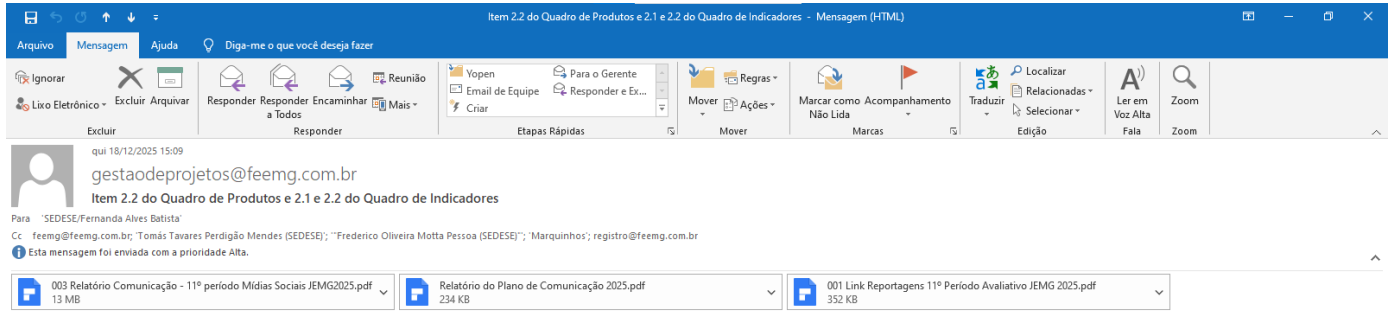 Item 2.2 do Quadro de Produtos e 2.1 e 2.2 do Quadro de Indicadores - Mensagem (HTML)
Arquivo Mensagem Ajuda Diga-me o que você deseja fazer
Ignorar
Lixo Eletrônico
Excluir Arquivar
Excluir
Responder Responder a Todos Encaminhar
Reunião
Mais
Responder
Vopen Para o Gerente
Email de Equipe Responder e Ex...
Criar
Etapas Rápidas
Mover
Regras
Ações
Mover
Marcar como Não Lida Acompanhamento
Marcas
Traduzir
Localizar
Relacionadas
Selecionar
Edição
Ler em Voz Alta
Fala
Zoom
Zoom
qui 18/12/2025 15:09
gestaodeprojetos@feemg.com.br
Item 2.2 do Quadro de Produtos e 2.1 e 2.2 do Quadro de Indicadores
Para 'SEDESE/Fernanda Alves Batista'
Cc feemg@feemg.com.br; 'Tomás Tavares Perdigão Mendes (SEDESE)'; '"Frederico Oliveira Motta Pessoa (SEDESE)"'; 'Marquinhos'; registro@feemg.com.br
Esta mensagem foi enviada com a prioridade Alta.
003 Relatório Comunicação - 11º período Mídias Sociais JEMG2025.pdf
13 MB
Relatório do Plano de Comunicação 2025.pdf
234 KB
001 Link Reportagens 11º Período Avaliativo JEMG 2025.pdf
352 KB